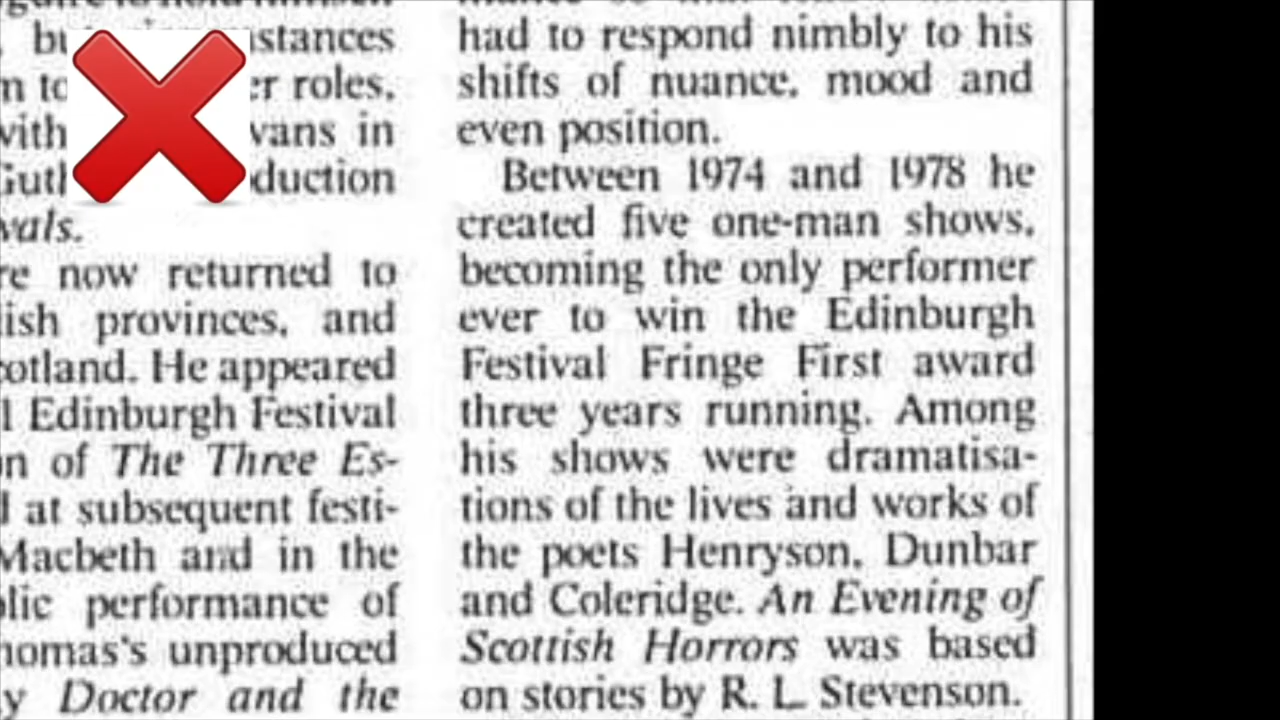 stances
roles,
with vans in
duction
vals.
re now returned to
lish provinces, and
cotland. He appeared
l Edinburgh Festival
on of The Three Es-
d at subsequent festi-
Macbeth and in the
blic performance of
homas's unproduced
y Doctor and the
had to respond nimbly to his
shifts of nuance, mood and
even position.
Between 1974 and 1978 he
created five one-man shows,
becoming the only performer
ever to win the Edinburgh
Festival Fringe First award
three years running. Among
his shows were dramatisa-
tions of the lives and works of
the poets Henryson, Dunbar
and Coleridge. An Evening of
Scottish Horrors was based
on stories by R. L. Stevenson.